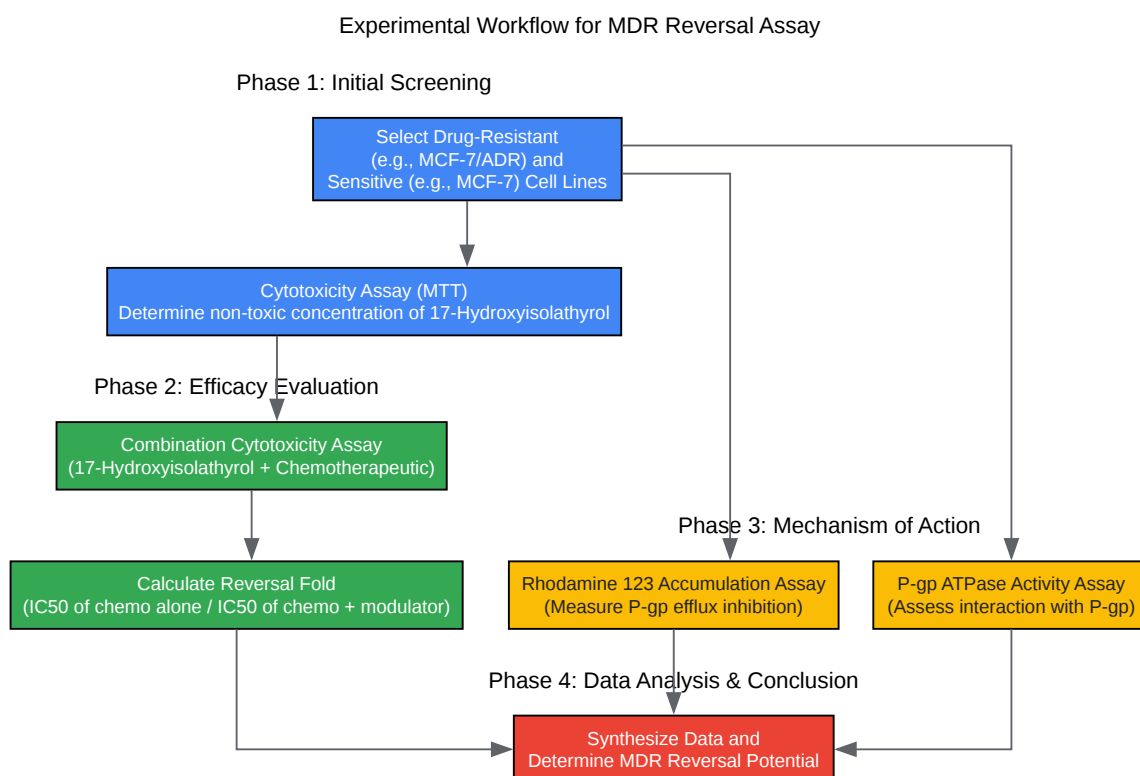 Experimental Workflow for MDR Reversal Assay
Phase 1: Initial Screening
Select Drug-Resistant
(e.g., MCF-7/ADR) and
Sensitive (e.g., MCF-7) Cell Lines
Cytotoxicity Assay (MTT)
Determine non-toxic concentration of 17-Hydroxyisolathyrol
Phase 2: Efficacy Evaluation
Combination Cytotoxicity Assay
(17-Hydroxyisolathyrol + Chemotherapeutic)
Calculate Reversal Fold
(IC50 of chemo alone / IC50 of chemo + modulator)
Phase 3: Mechanism of Action
Rhodamine 123 Accumulation Assay
(Measure P-gp efflux inhibition)
P-gp ATPase Activity Assay
(Assess interaction with P-gp)
Phase 4: Data Analysis & Conclusion
Synthesize Data and
Determine MDR Reversal Potential